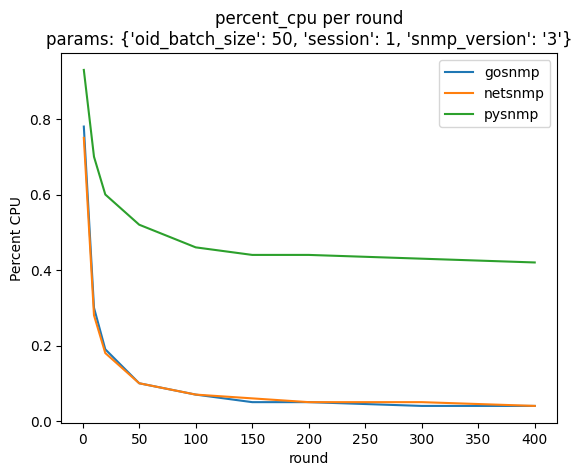 percent_cpu per round
params: {'oid_batch_size': 50, 'session': 1, 'snmp_version': '3'}
gosnmp
netsnmp
pysnmp
Percent CPU
0.8
0.6
0.4
0.2
0.0
0 50 100 150 200 250 300 350 400
round